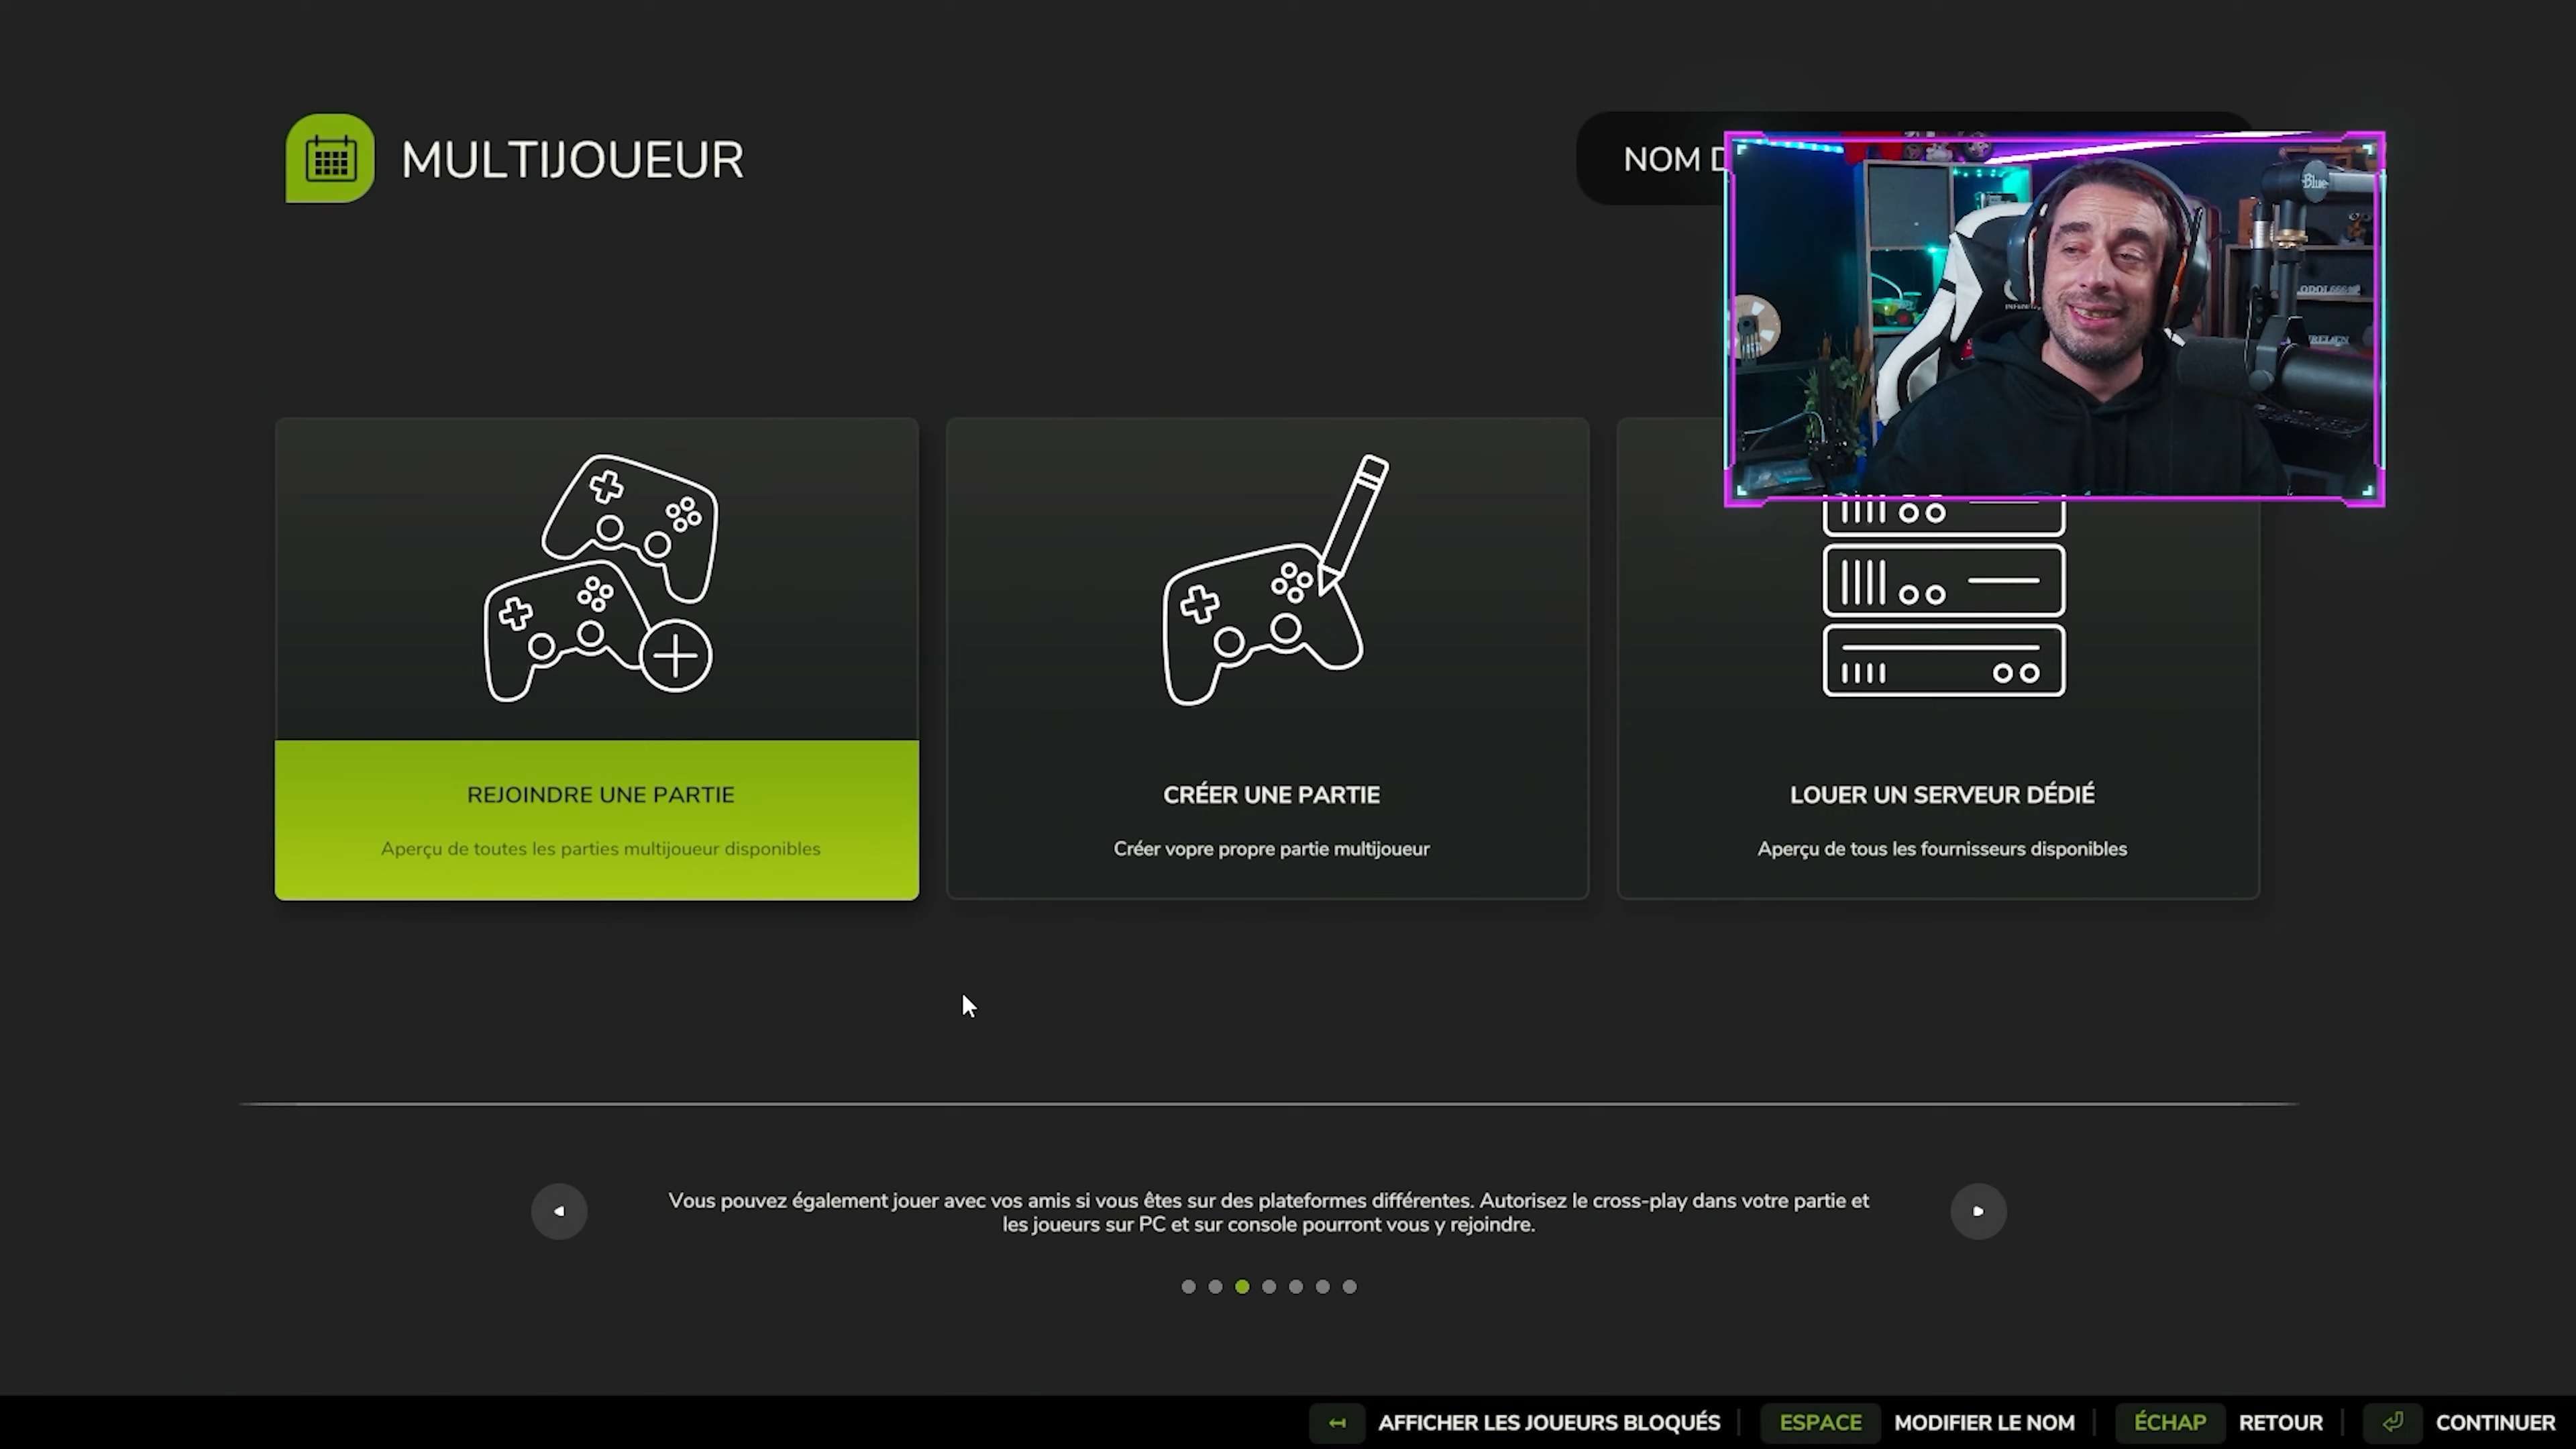 MULTIJOUEUR
NOM D
Blue
REJOINDRE UNE PARTIE
Aperçu de toutes les parties multijoueur disponibles
CRÉER UNE PARTIE
Créer vopre propre partie multijoueur
LOUER UN SERVEUR DÉDIÉ
Aperçu de tous les fournisseurs disponibles
Vous pouvez également jouer avec vos amis si vous êtes sur des plateformes différentes. Autorisez le cross-play dans votre partie et
les joueurs sur PC et sur console pourront vous y rejoindre.
AFFICHER LES JOUEURS BLOQUÉS
ESPACE MODIFIER LE NOM
ÉCHAP RETOUR
CONTINUER